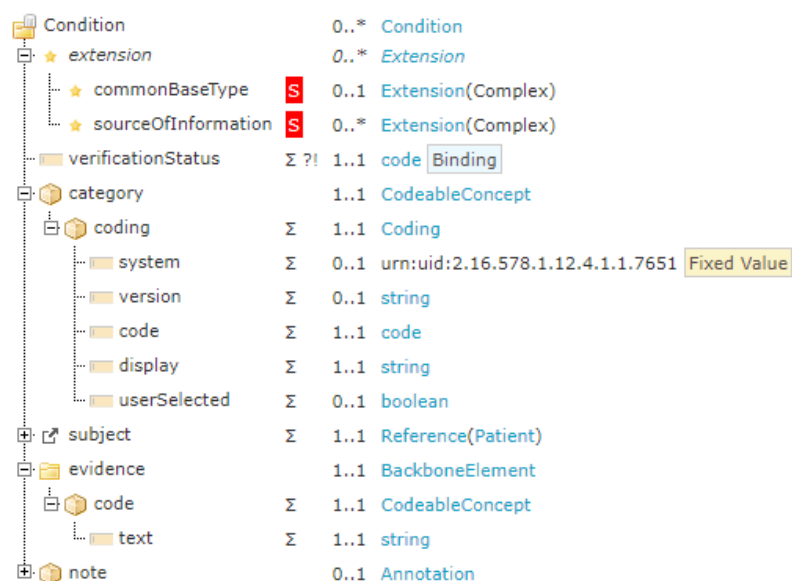 Condition 0..* Condition
extension 0..* Extension
commonBaseType S 0..1 Extension(Complex)
sourceOfInformation S 0..* Extension(Complex)
verificationStatus Σ ?! 1..1 code Binding
category 1..1 CodeableConcept
coding Σ 1..1 Coding
system Σ 0..1 urn:uid:2.16.578.1.12.4.1.1.7651 Fixed Value
version Σ 0..1 string
code Σ 1..1 code
display Σ 1..1 string
userSelected Σ 0..1 boolean
subject Σ 1..1 Reference(Patient)
evidence 1..1 BackboneElement
code Σ 1..1 CodeableConcept
text Σ 1..1 string
note 0..1 Annotation